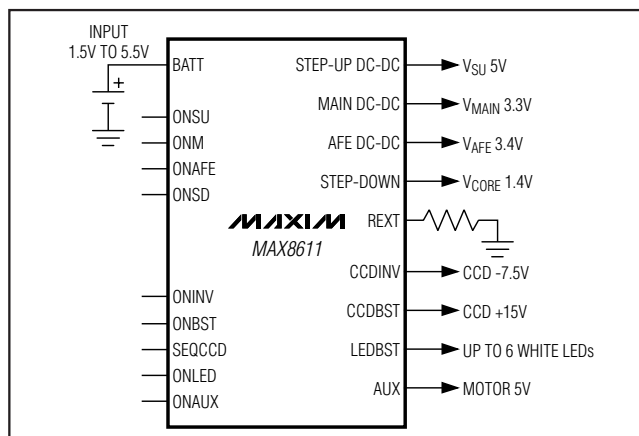 INPUT
1.5V TO 5.5V
BATT
STEP-UP DC-DC
VSU 5V
+
MAIN DC-DC
VMAIN 3.3V
ONSU
ONM
AFE DC-DC
VAFE 3.4V
ONAFE
ONSD
STEP-DOWN
VCORE 1.4V
MAXIM
MAX8611
REXT
CCDINV
CCD -7.5V
ONINV
CCDBST
CCD +15V
ONBST
SEQCCD
LEDBST
UP TO 6 WHITE LEDs
ONLED
ONAUX
AUX
MOTOR 5V